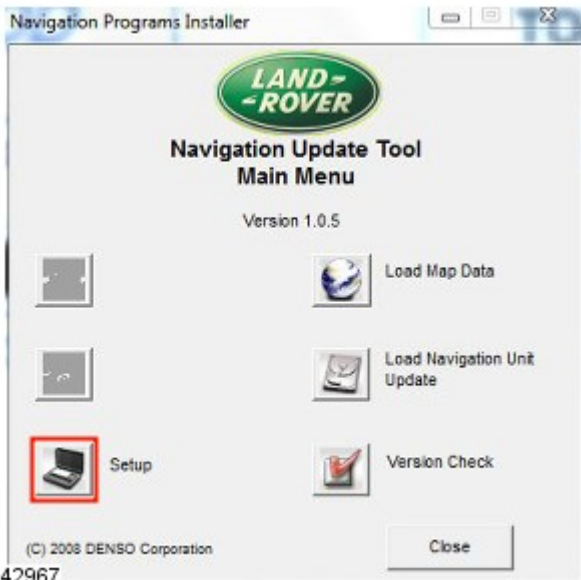 Navigation Programs Installer
LAND-
-ROVER
Navigation Update Tool
Main Menu
Version 1.0.5
Load Map Data
Load Navigation Unit
Update
Setup
Version Check
(C) 2008 DENSO Corporation
Close
42967